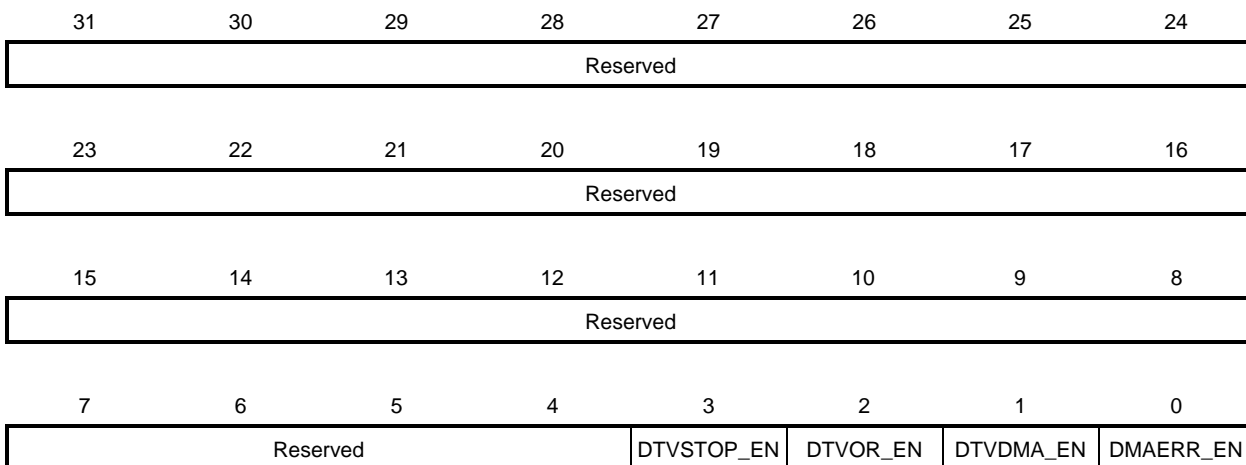 31 30 29 28 27 26 25 24
Reserved
23 22 21 20 19 18 17 16
Reserved
15 14 13 12 11 10 9 8
Reserved
7 6 5 4 3 2 1 0
Reserved DTVSTOP_EN DTVOR_EN DTVDMA_EN DMAERR_EN